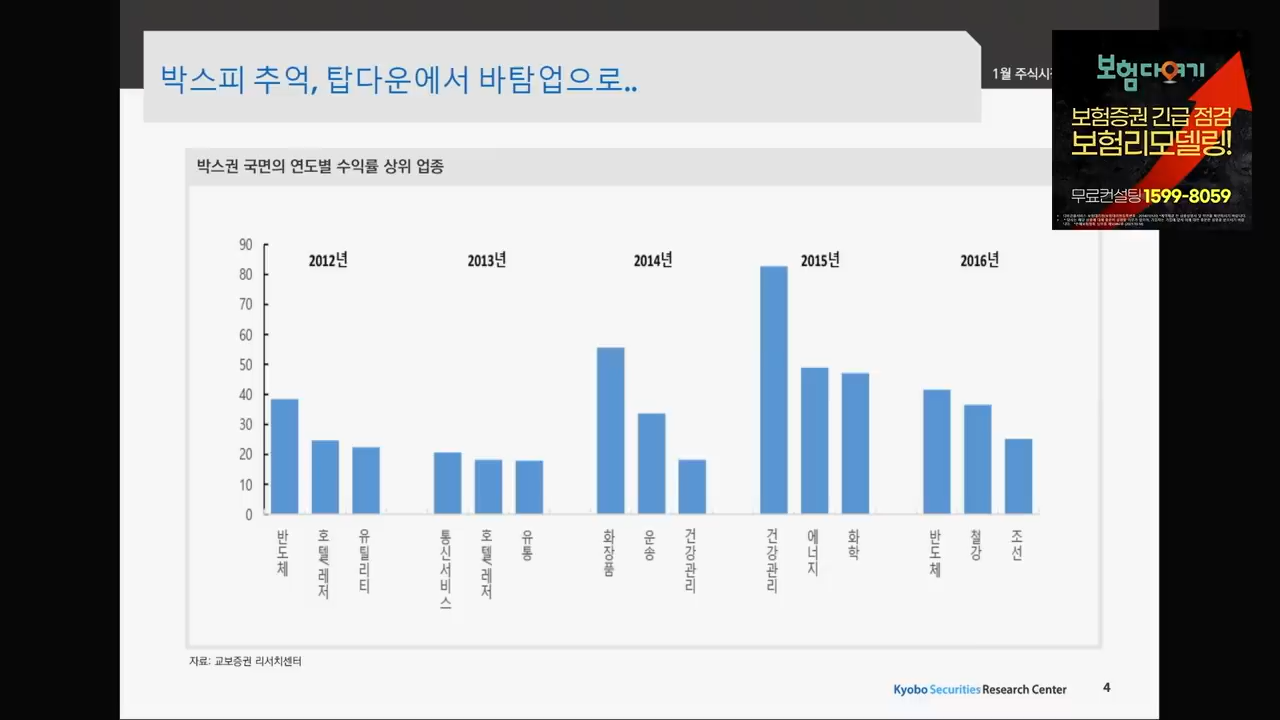 박스피 추억, 탑다운에서 바탐업으로..
1월 주식시
보험다여기
보험증권 긴급 점검
보험리모델링!
무료컨설팅 1599-8059
박스권 국면의 연도별 수익률 상위 업종
90
80
70
60
50
40
30
20
10
0
2012년 2013년 2014년 2015년 2016년
반도체 호텔,레저 유틸리티 통신서비스 호텔,레저 유통 화장품 운송 건강관리 건강관리 에너지 화학 반도체 철강 조선
자료: 교보증권 리서치센터
Kyobo Securities Research Center 4